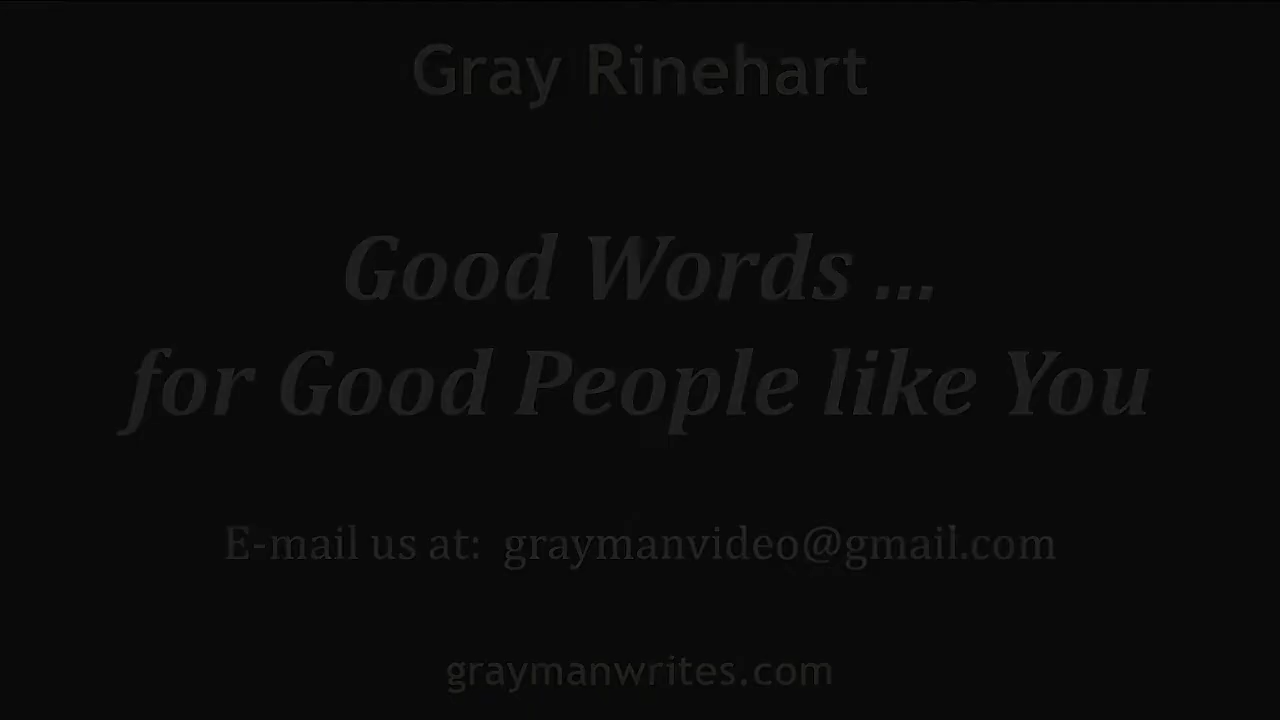 Gray Rinehart
Good Words ...
for Good People like You
E-mail us at:  graymanvideo@gmail.com
graymanwrites.com